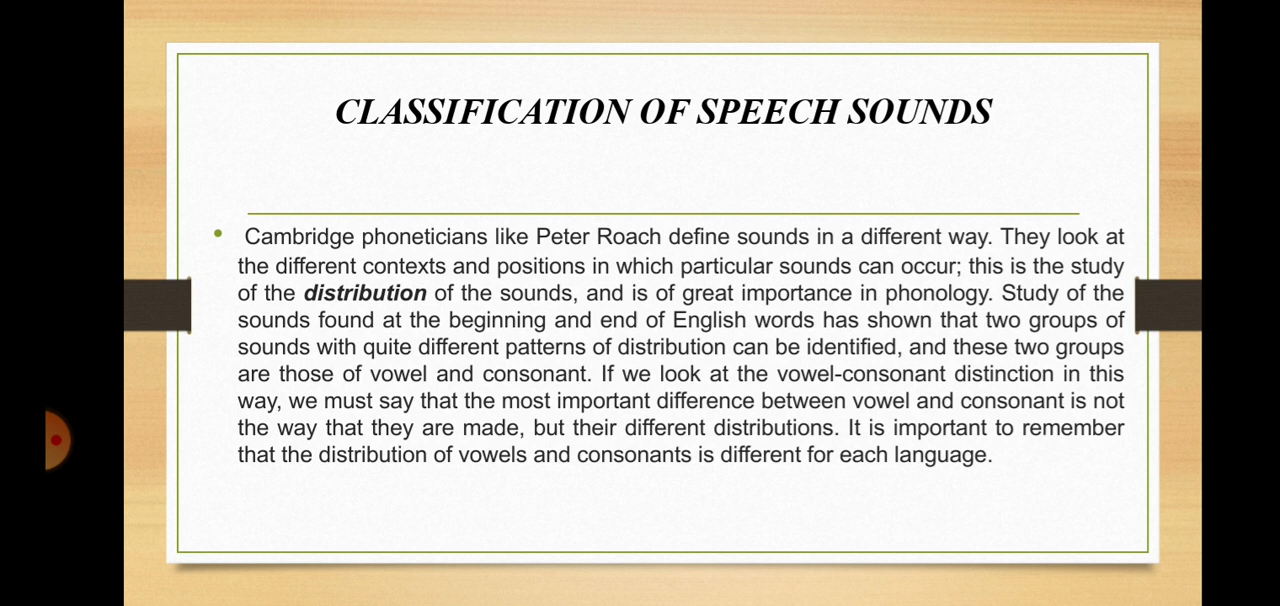 CLASSIFICATION OF SPEECH SOUNDS
• Cambridge phoneticians like Peter Roach define sounds in a different way. They look at
the different contexts and positions in which particular sounds can occur; this is the study
of the distribution of the sounds, and is of great importance in phonology. Study of the
sounds found at the beginning and end of English words has shown that two groups of
sounds with quite different patterns of distribution can be identified, and these two groups
are those of vowel and consonant. If we look at the vowel-consonant distinction in this
way, we must say that the most important difference between vowel and consonant is not
the way that they are made, but their different distributions. It is important to remember
that the distribution of vowels and consonants is different for each language.